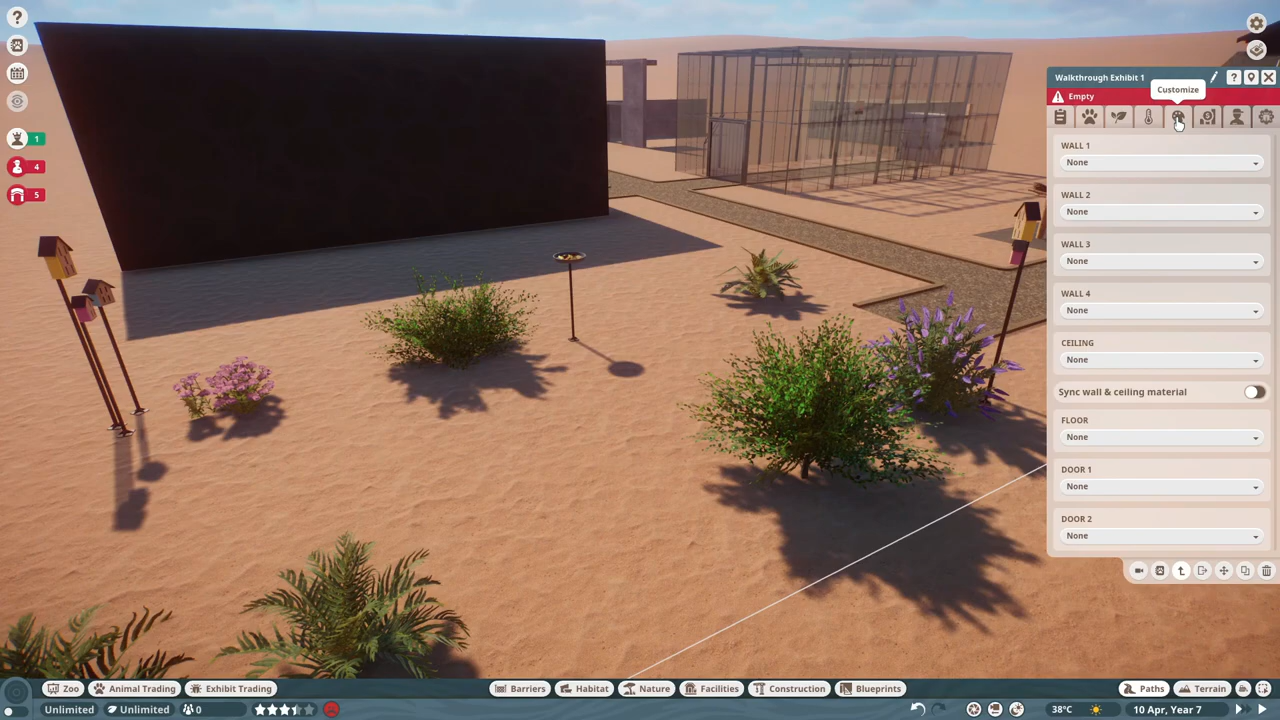 ?
Walkthrough Exhibit 1
?
Customize
Empty
1
4
5
WALL 1
None
WALL 2
None
WALL 3
None
WALL 4
None
CEILING
None
Sync wall & ceiling material
FLOOR
None
DOOR 1
None
DOOR 2
None
Zoo
Animal Trading
Exhibit Trading
Barriers
Habitat
Nature
Facilities
Construction
Blueprints
Paths
Terrain
Unlimited
Unlimited
0
38°C
10 Apr, Year 7